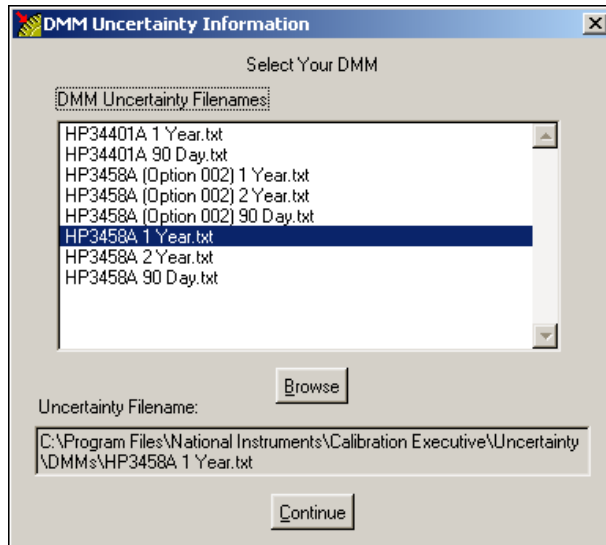 DMM Uncertainty Information
Select Your DMM
DMM Uncertainty Filenames
HP34401A 1 Year.txt
HP34401A 90 Day.txt
HP3458A (Option 002) 1 Year.txt
HP3458A (Option 002) 2 Year.txt
HP3458A (Option 002) 90 Day.txt
HP3458A 1 Year.txt
HP3458A 2 Year.txt
HP3458A 90 Day.txt
Browse
Uncertainty Filename:
C:\Program Files\National Instruments\Calibration Executive\Uncertainty
\DMMs\HP3458A 1 Year.txt
Continue